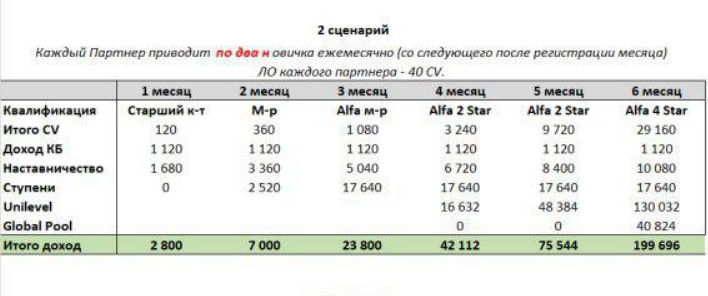 2 сценарий
Каждый Партнер приводит по два н овичка ежемесячно (со следующего после регистрации месяца)
ЛО каждого партнера - 40 CV.
1 месяц 2 месяц 3 месяц 4 месяц 5 месяц 6 месяц
Квалификация Старший к-т М-р Alfa м-р Alfa 2 Star Alfa 2 Star Alfa 4 Star
Итого CV 120 360 1 080 3 240 9 720 29 160
Доход КБ 1 120 1 120 1 120 1 120 1 120 1 120
Наставничество 1 680 3 360 5 040 6 720 8 400 10 080
Ступени 0 2 520 17 640 17 640 17 640 17 640
Unilevel 16 632 48 384 130 032
Global Pool 0 0 40 824
Итого доход 2 800 7 000 23 800 42 112 75 544 199 696